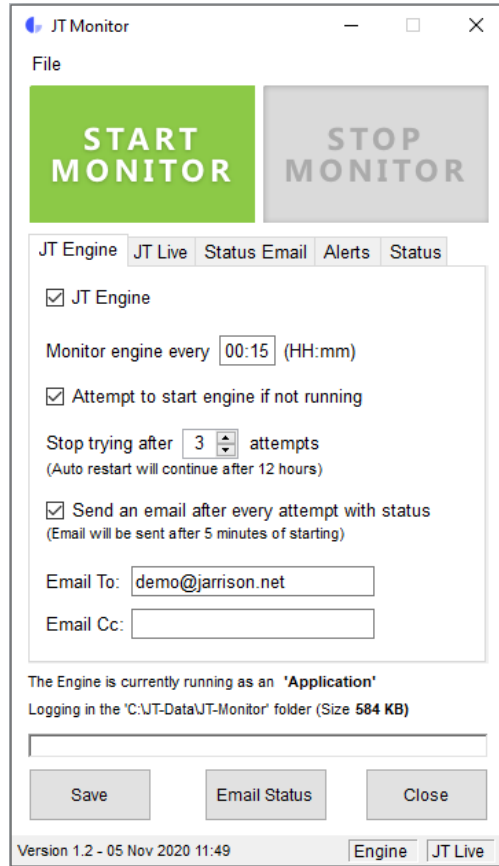 JT Monitor
File
START
MONITOR
STOP
MONITOR
JT Engine JT Live Status Email Alerts Status
JT Engine
Monitor engine every 00:15 (HH:mm)
Attempt to start engine if not running
Stop trying after 3 attempts
(Auto restart will continue after 12 hours)
Send an email after every attempt with status
(Email will be sent after 5 minutes of starting)
Email To: demo@jarrison.net
Email Cc:
The Engine is currently running as an 'Application'
Logging in the 'C:\JT-Data\JT-Monitor' folder (Size 584 KB)
Save Email Status Close
Version 1.2 - 05 Nov 2020 11:49 Engine JT Live